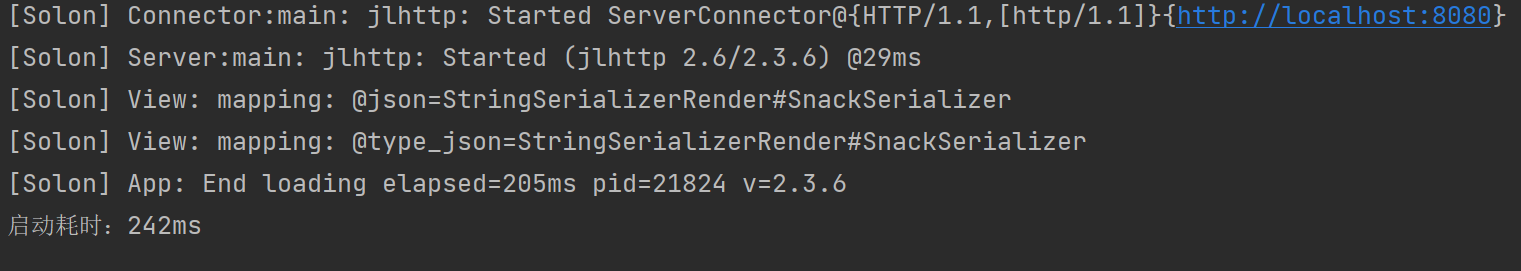 [Solon] Connector:main: jlhttp: Started ServerConnector@{HTTP/1.1,[http/1.1]}{http://localhost:8080}
[Solon] Server:main: jlhttp: Started (jlhttp 2.6/2.3.6) @29ms
[Solon] View: mapping: @json=StringSerializerRender#SnackSerializer
[Solon] View: mapping: @type_json=StringSerializerRender#SnackSerializer
[Solon] App: End loading elapsed=205ms pid=21824 v=2.3.6
启动耗时：242ms